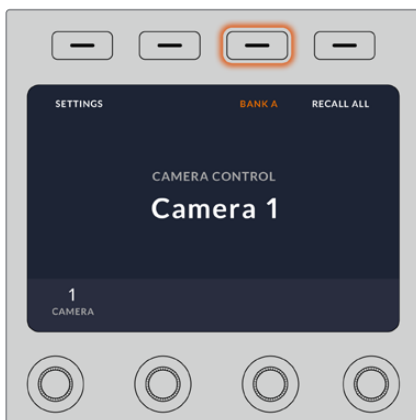 SETTINGS BANK A RECALL ALL
CAMERA CONTROL
Camera 1
1
CAMERA